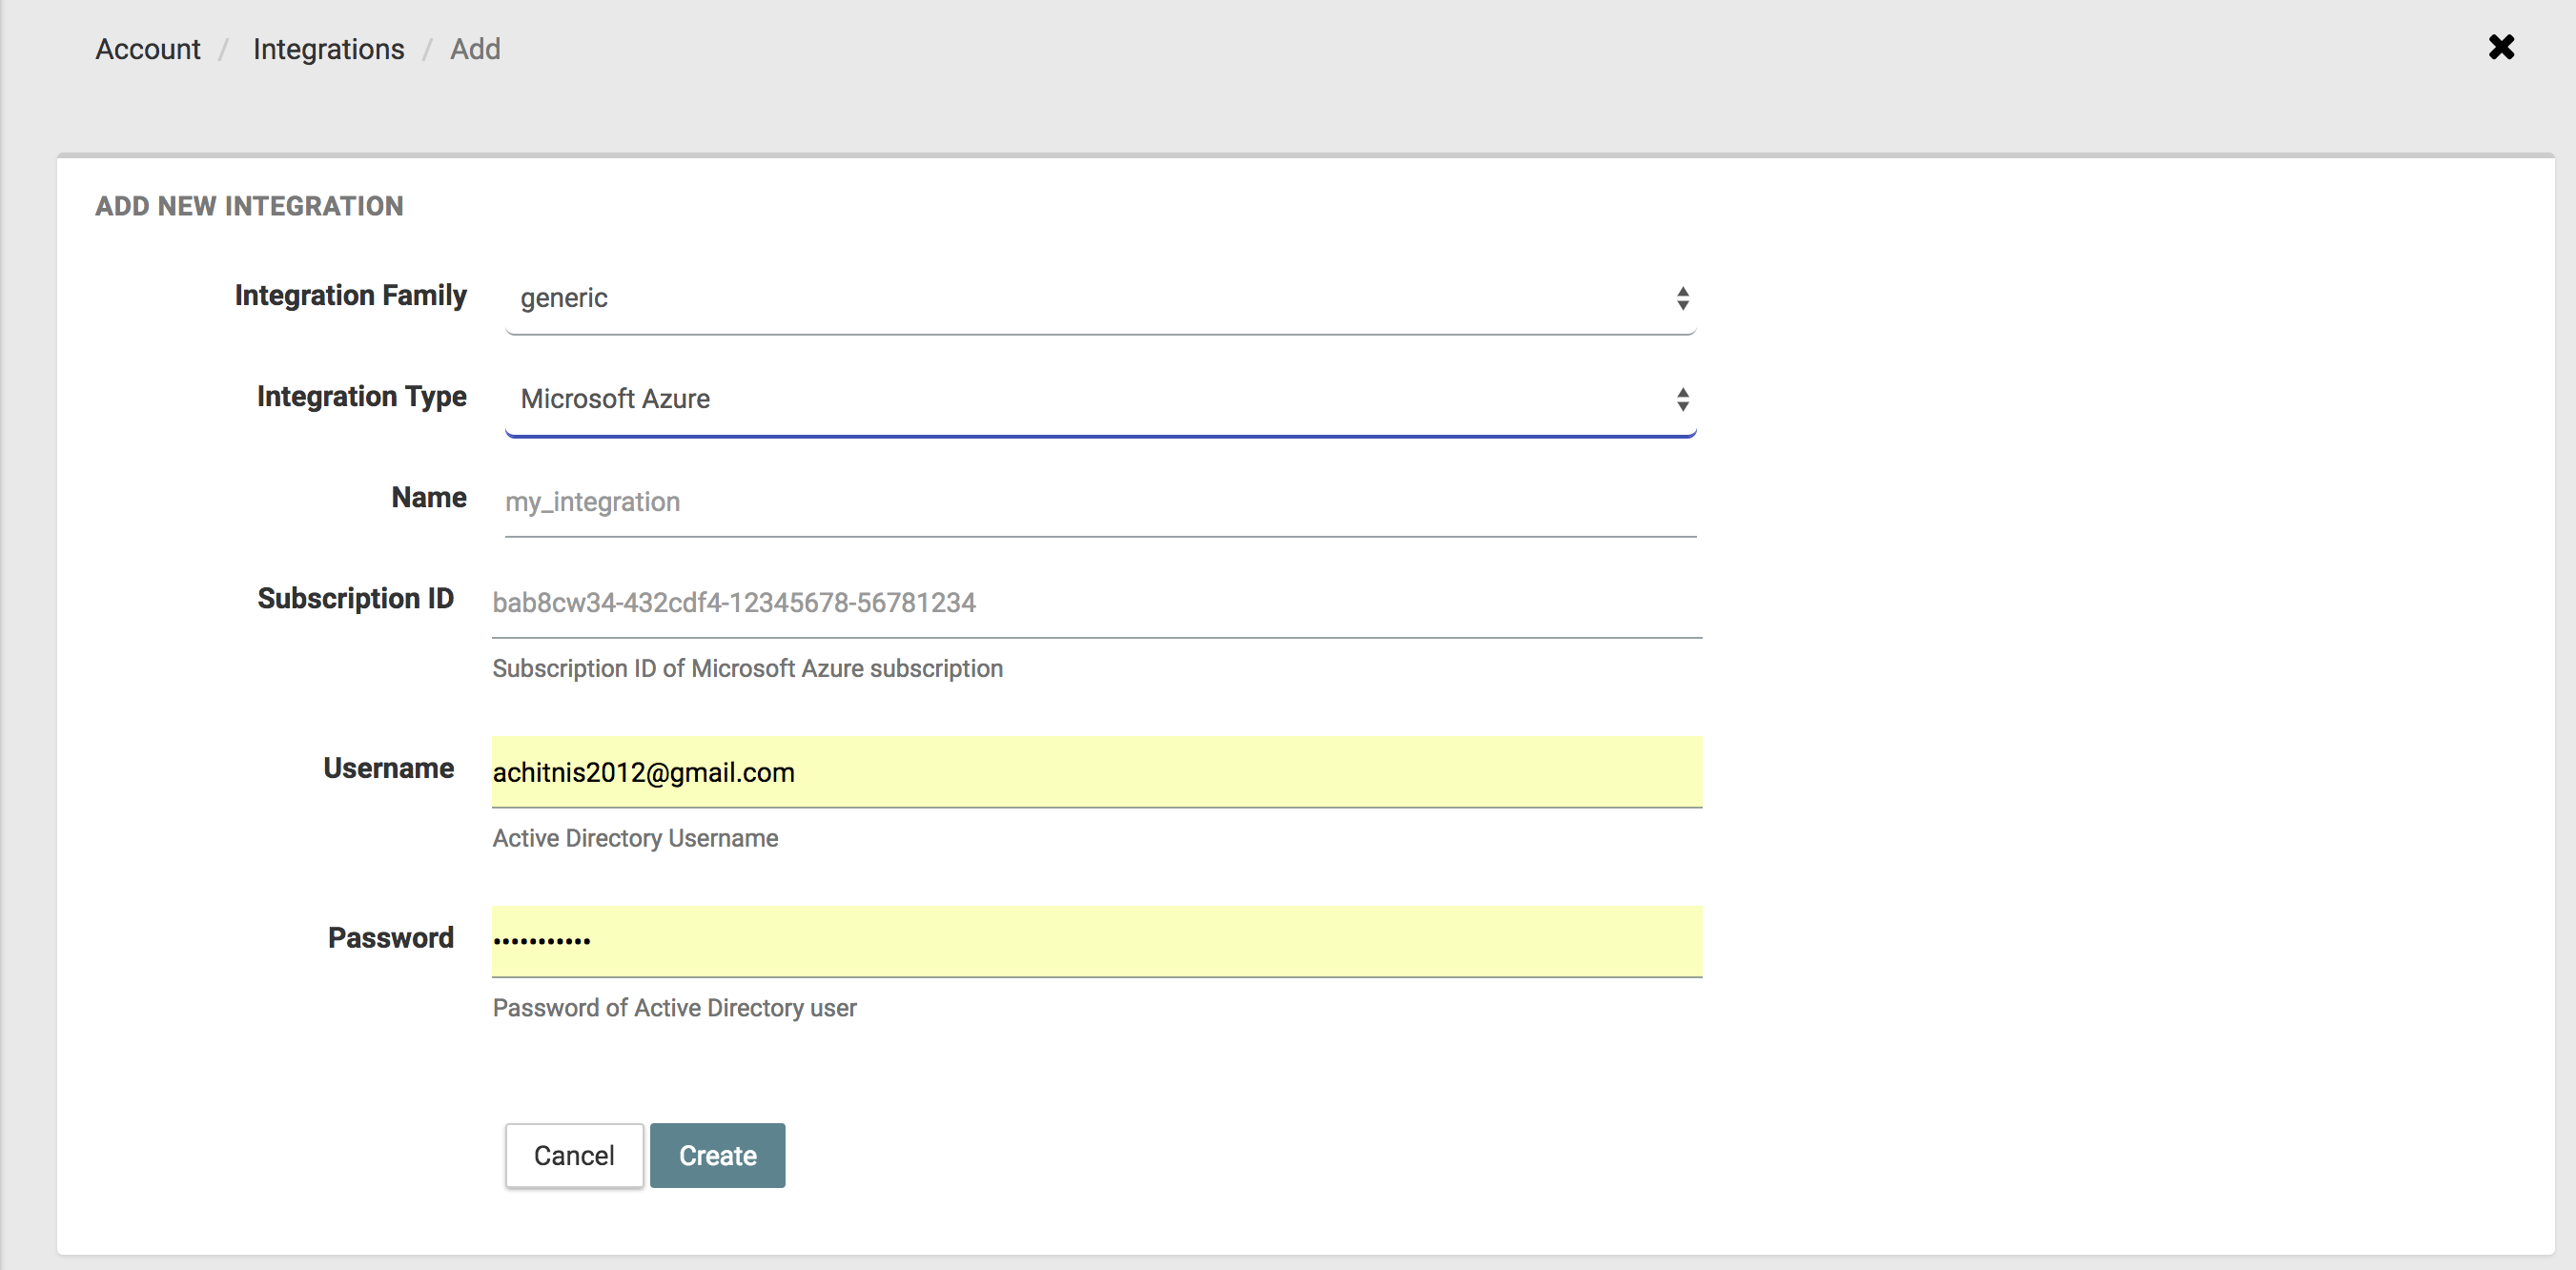 Account / Integrations / Add
ADD NEW INTEGRATION
Integration Family generic
Integration Type Microsoft Azure
Name my_integration
Subscription ID bab8cw34-432cdf4-12345678-56781234
Subscription ID of Microsoft Azure subscription
Username achitnis2012@gmail.com
Active Directory Username
Password •••••••••••
Password of Active Directory user
Cancel Create